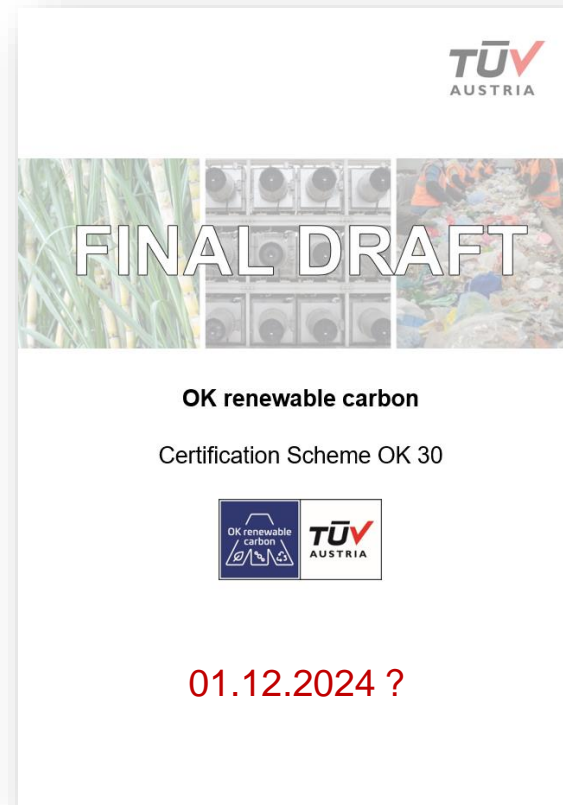 TÜV
AUSTRIA
FINAL DRAFT
OK renewable carbon
Certification Scheme OK 30
OK renewable
carbon
TÜV
AUSTRIA
01.12.2024 ?